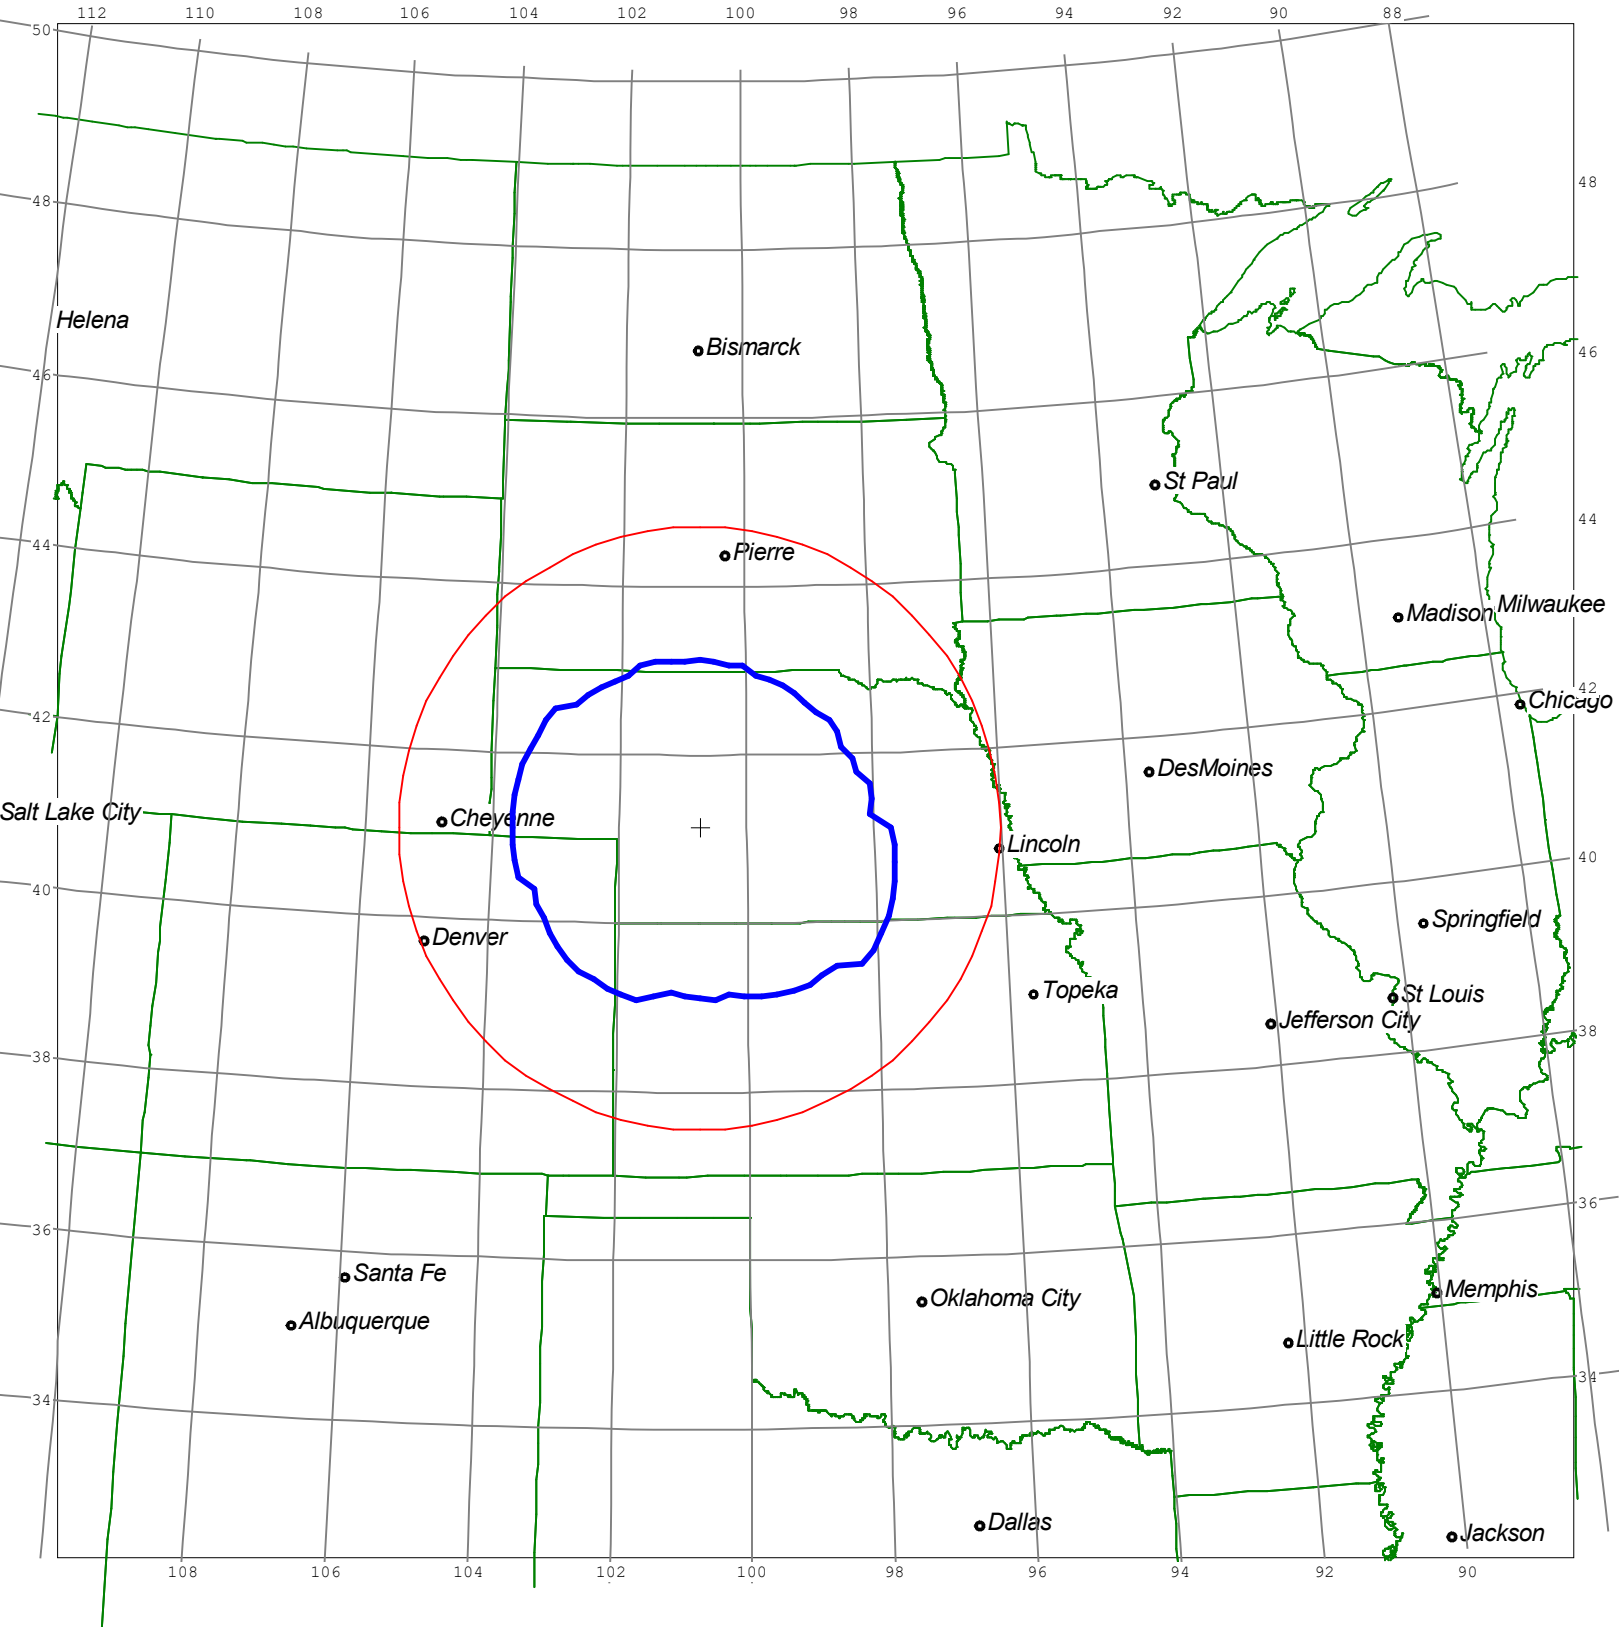 112 110 108 106 104 102 100 98 96 94 92 90 88
50
48 48
Helena
Bismarck
46 46
St Paul
44 44
Pierre
Madison Milwaukee
42 42
Chicago
DesMoines
Salt Lake City
Cheyenne
Lincoln
40 40
Springfield
Denver
Topeka
St Louis
Jefferson City
38 38
36 36
Santa Fe
Memphis
Oklahoma City
Albuquerque
Little Rock
34 34
Dallas
Jackson
108 106 104 102 100 98 96 94 92 90